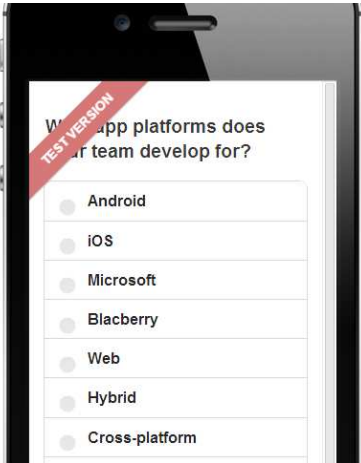 TEST VERSION
app platforms does
team develop for?
Android
iOS
Microsoft
Blacberry
Web
Hybrid
Cross-platform